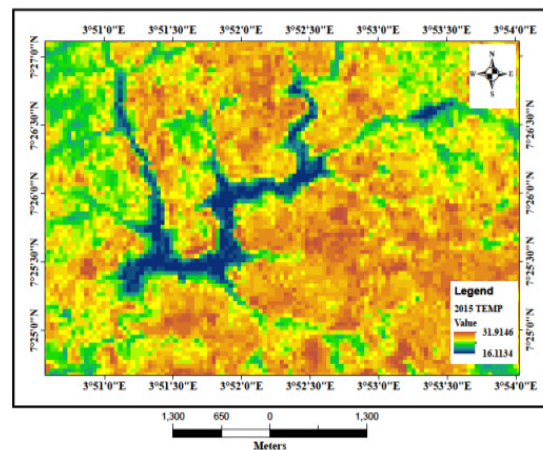 3°51'0"E 3°51'30"E 3°52'0"E 3°52'30"E 3°53'0"E 3°53'30"E 3°54'0"E
N
W E
S
7°27'0"N 7°27'0"N
7°26'30"N 7°26'30"N
7°26'0"N 7°26'0"N
7°25'30"N 7°25'30"N
7°25'0"N 7°25'0"N
Legend
2015 TEMP
Value
31.9146
16.1134
3°51'0"E 3°51'30"E 3°52'0"E 3°52'30"E 3°53'0"E 3°53'30"E 3°54'0"E
1,300 650 0 1,300
Meters